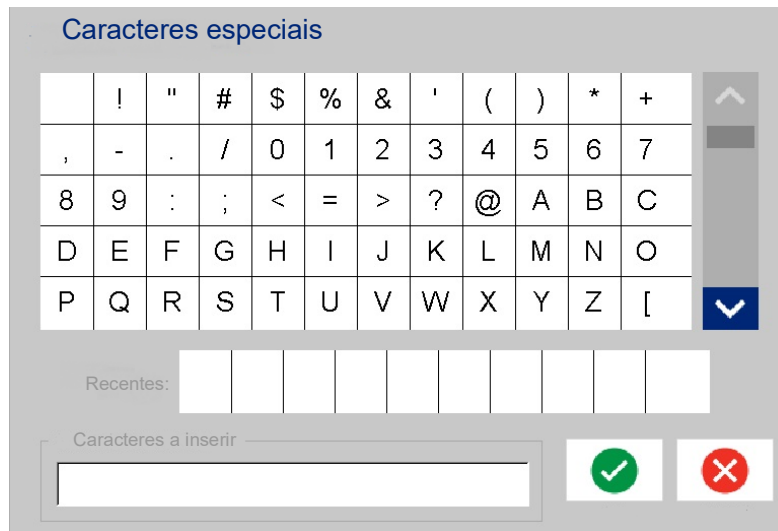 Caracteres especiais
! " # $ % & ' ( ) * +
, - . / 0 1 2 3 4 5 6 7
8 9 : ; < = > ? @ A B C
D E F G H I J K L M N O
P Q R S T U V W X Y Z [
Recentes:
Caracteres a inserir